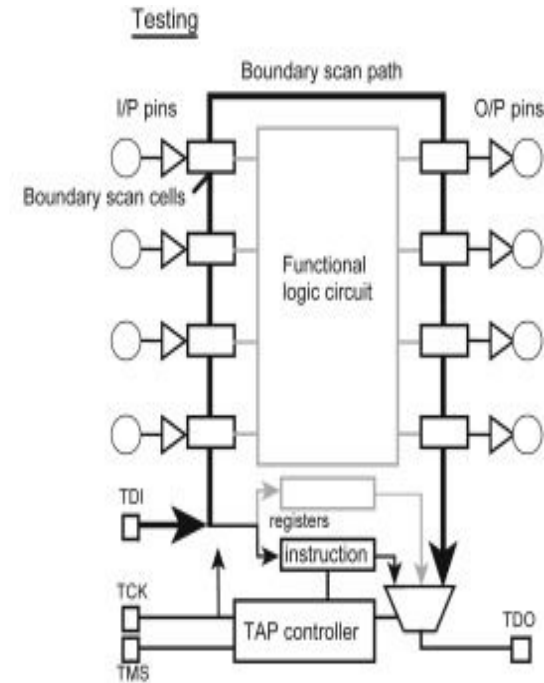 Testing
Boundary scan path
I/P pins
O/P pins
Boundary scan cells
Functional
logic circuit
TDI
registers
instruction
TCK
TAP controller
TDO
TMS